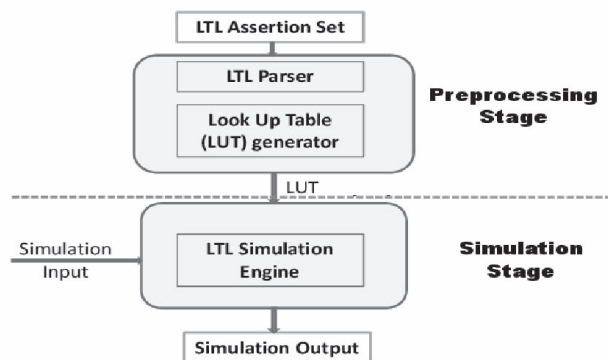 LTL Assertion Set
LTL Parser
Preprocessing
Stage
Look Up Table
(LUT) generator
LUT
Simulation
Input
LTL Simulation
Engine
Simulation
Stage
Simulation Output